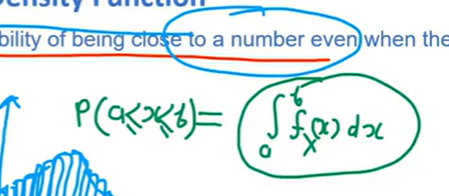 Density Function
bility of being close to a number even when the
P(a≤x≤b)= ∫ₐᵇ fₓ(x) dx